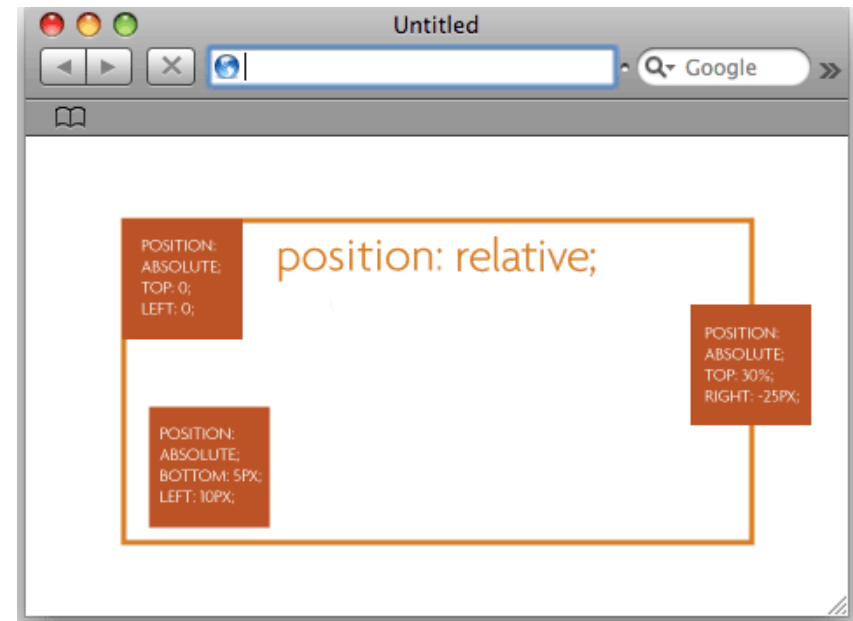 Untitled
Google
POSITION:
ABSOLUTE;
TOP: 0;
LEFT: 0;
position: relative;
POSITION:
ABSOLUTE;
TOP: 30%;
RIGHT: -25PX;
POSITION:
ABSOLUTE;
BOTTOM: 5PX;
LEFT: 10PX;